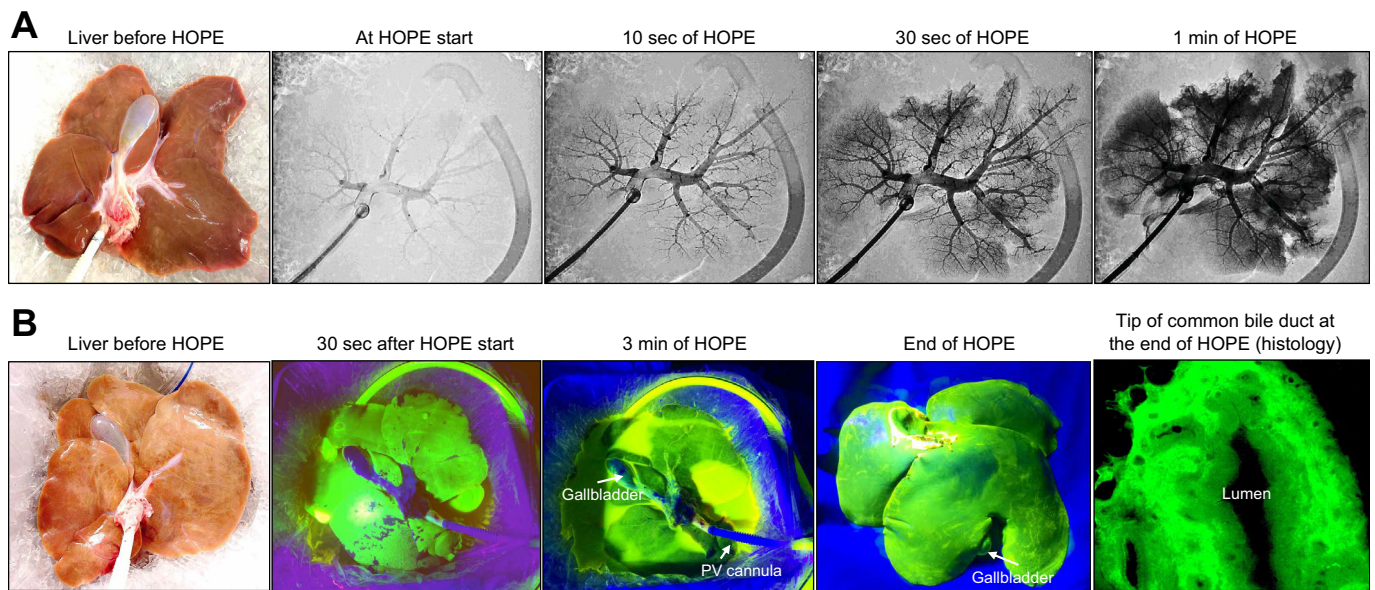 A
Liver before HOPE
At HOPE start
10 sec of HOPE
30 sec of HOPE
1 min of HOPE
B
Liver before HOPE
30 sec after HOPE start
3 min of HOPE
End of HOPE
Tip of common bile duct at
the end of HOPE (histology)
Gallbladder
PV cannula
Gallbladder
Lumen